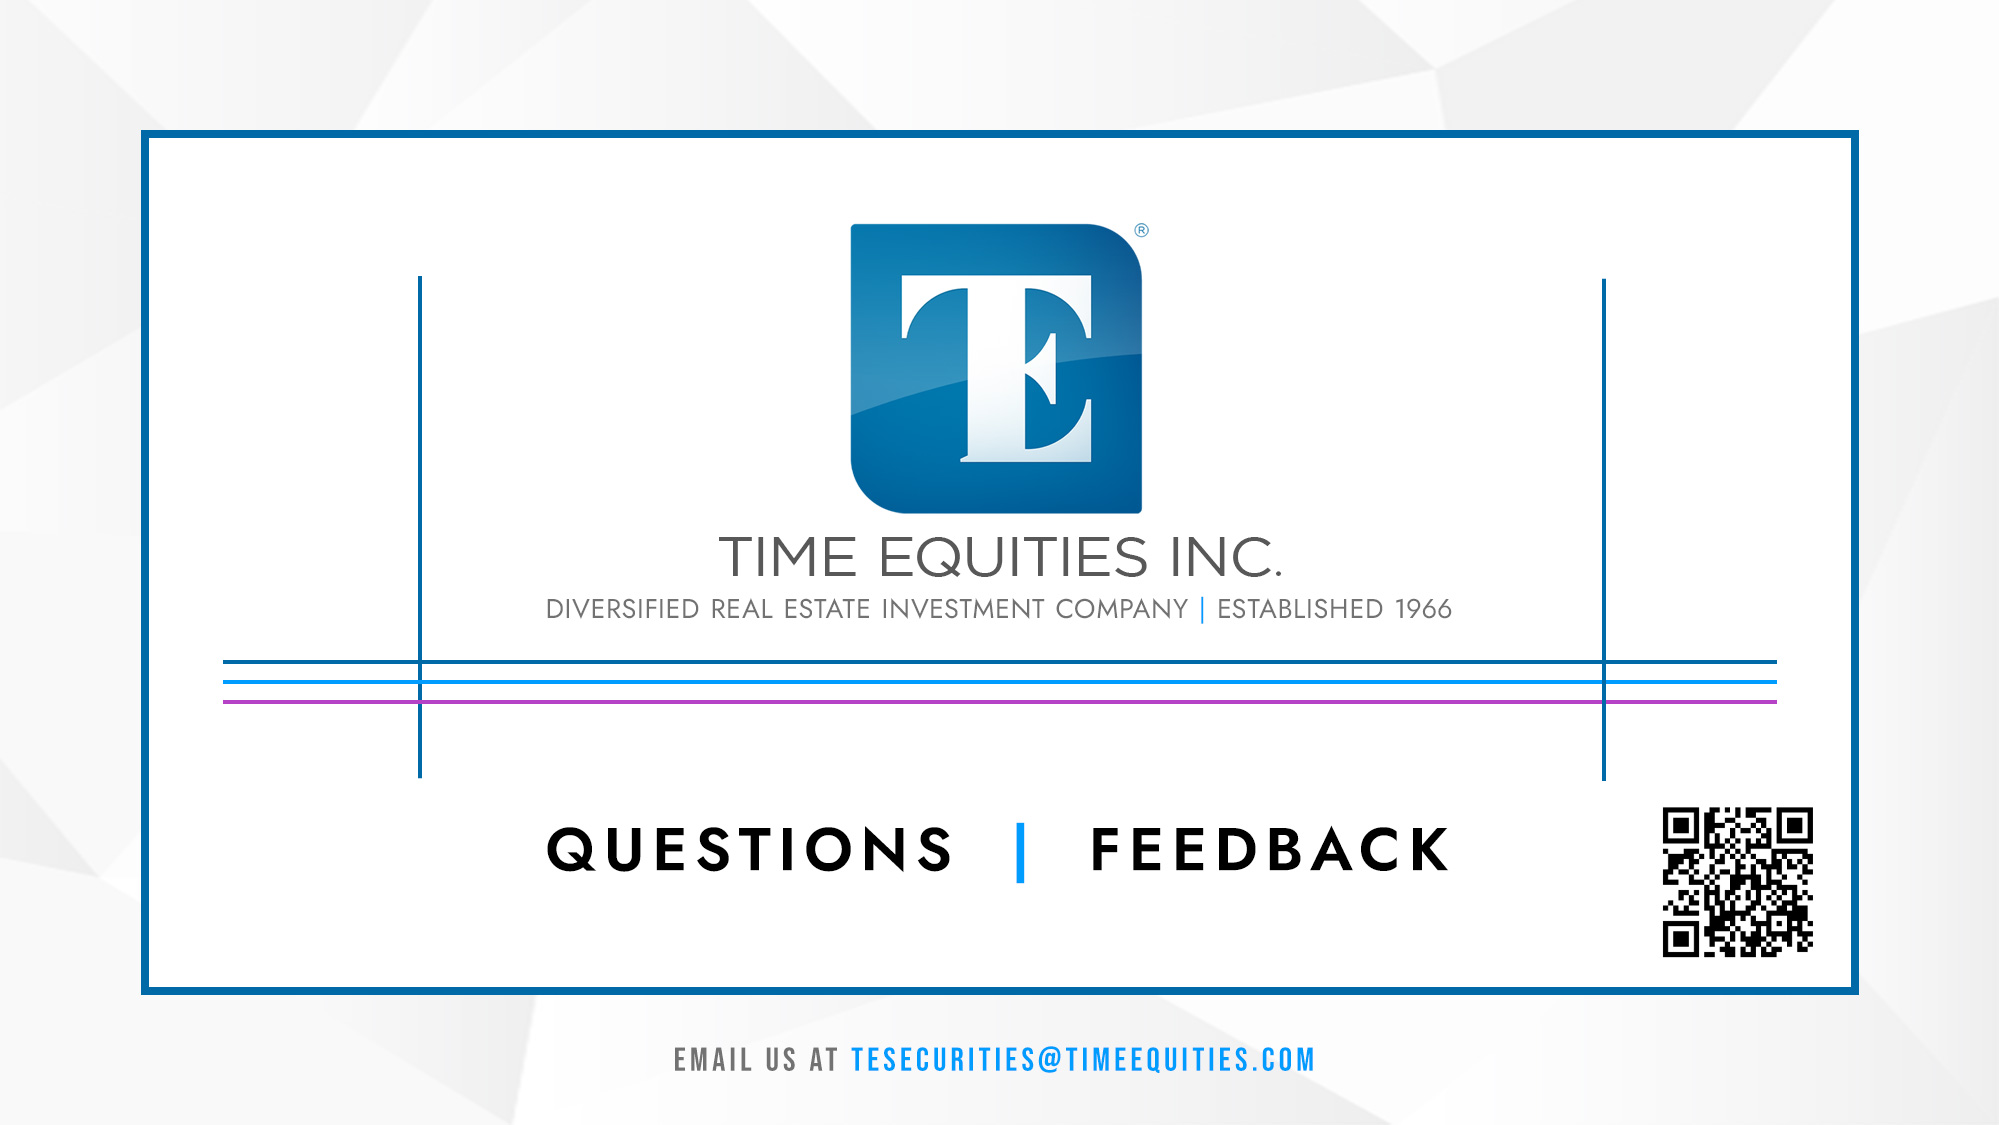 TE®
TIME EQUITIES INC.
DIVERSIFIED REAL ESTATE INVESTMENT COMPANY | ESTABLISHED 1966
QUESTIONS | FEEDBACK
EMAIL US AT TESECURITIES@TIMEEQUITIES.COM